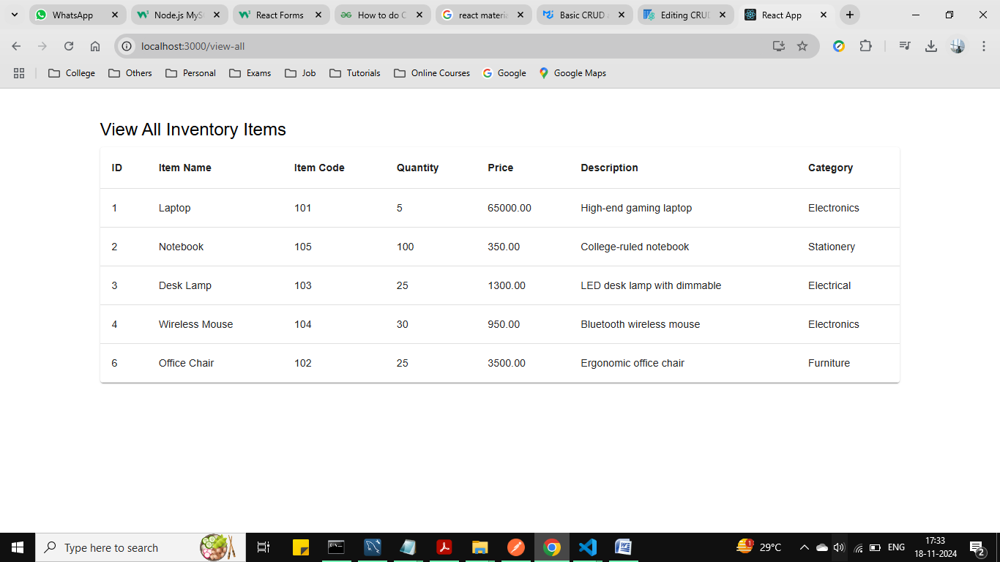 WhatsApp Node.js MyS React Forms How to do C react materia Basic CRUD Editing CRU React App
localhost:3000/view-all
College Others Personal Exams Job Tutorials Online Courses Google Google Maps
View All Inventory Items
ID Item Name Item Code Quantity Price Description Category
1 Laptop 101 5 65000.00 High-end gaming laptop Electronics
2 Notebook 105 100 350.00 College-ruled notebook Stationery
3 Desk Lamp 103 25 1300.00 LED desk lamp with dimmable Electrical
4 Wireless Mouse 104 30 950.00 Bluetooth wireless mouse Electronics
6 Office Chair 102 25 3500.00 Ergonomic office chair Furniture
Type here to search 1 29°C ENG 17:33
18-11-2024 2